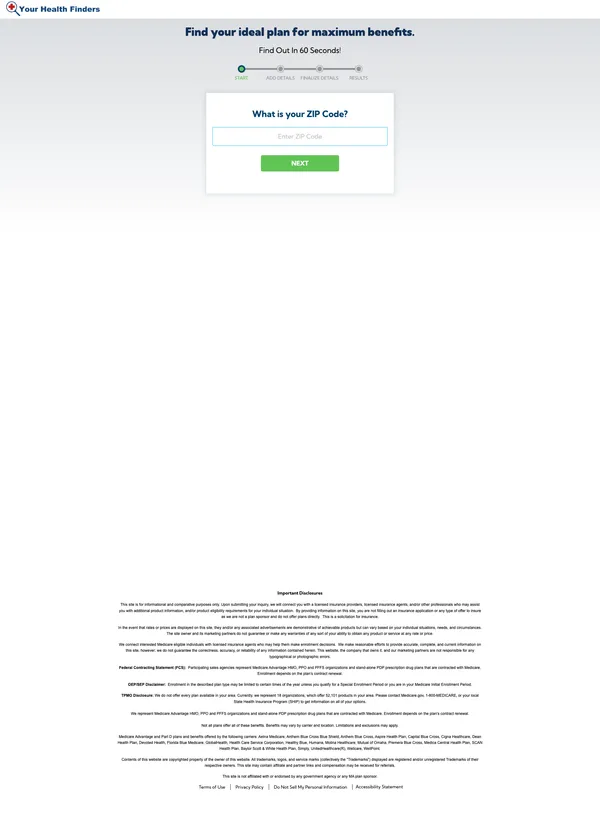 Your Health Finders
Find your ideal plan for maximum benefits.
Find Out In 60 Seconds!
START ADD DETAILS FINALIZE DETAILS RESULTS
What is your ZIP Code?
Enter ZIP Code
NEXT
Important Disclosures
This site is for informational and comparative purposes only. Upon submitting your inquiry, we will connect you with a licensed insurance providers, licensed insurance agents, and/or other professionals who may assist
you with additional product information, and/or product eligibility requirements for your individual situation. By providing information on this site, you are not filling out an insurance application or any type of offer to insure
as we are not a plan sponsor and do not offer plans directly. This is a solicitation for insurance.
In the event that rates or prices are displayed on this site, they and/or any associated advertisements are demonstrative of achievable products but can vary based on your individual situations, needs, and circumstances.
The site owner and its marketing partners do not guarantee or make any warranties of any sort of your ability to obtain any product or service at any rate or price.
We connect interested Medicare eligible individuals with licensed insurance agents who may help them make enrollment decisions. We make reasonable efforts to provide accurate, complete, and current information on
this site, however, we do not guarantee the correctness, accuracy, or reliability of any information contained herein. This website, the company that owns it, and our marketing partners are not responsible for any
typographical or photographic errors.
Federal Contracting Statement (FCS): Participating sales agencies represent Medicare Advantage HMO, PPO and PFFS organizations and stand-alone PDP prescription drug plans that are contracted with Medicare.
Enrollment depends on the plan's contract renewal.
OEP/SEP Disclaimer: Enrollment in the described plan type may be limited to certain times of the year unless you qualify for a Special Enrollment Period or you are in your Medicare Initial Enrollment Period.
TPMO Disclosure: We do not offer every plan available in your area. Currently, we represent 18 organizations, which offer 52,101 products in your area. Please contact Medicare.gov, 1-800-MEDICARE, or your local
State Health Insurance Program (SHIP) to get information on all of your options.
We represent Medicare Advantage HMO, PPO and PFFS organizations and stand-alone PDP prescription drug plans that are contracted with Medicare. Enrollment depends on the plan's contract renewal.
Not all plans offer all of these benefits. Benefits may vary by carrier and location. Limitations and exclusions may apply.
Medicare Advantage and Part D plans and benefits offered by the following carriers: Aetna Medicare, Anthem Blue Cross Blue Shield, Anthem Blue Cross, Aspire Health Plan, Capital Blue Cross, Cigna Healthcare, Dean
Health Plan, Devoted Health, Florida Blue Medicare, GlobalHealth, Health Care Service Corporation, Healthy Blue, Humana, Molina Healthcare, Mutual of Omaha, Premera Blue Cross, Medica Central Health Plan, SCAN
Health Plan, Baylor Scott & White Health Plan, Simply, UnitedHealthcare(R), Wellcare, WellPoint.
Contents of this website are copyrighted property of the owner of this website. All trademarks, logos, and service marks (collectively the "Trademarks") displayed are registered and/or unregistered Trademarks of their
respective owners. This site may contain affiliate and partner links and compensation may be received for referrals.
This site is not affiliated with or endorsed by any government agency or any MA plan sponsor.
Terms of Use | Privacy Policy | Do Not Sell My Personal Information | Accessibility Statement